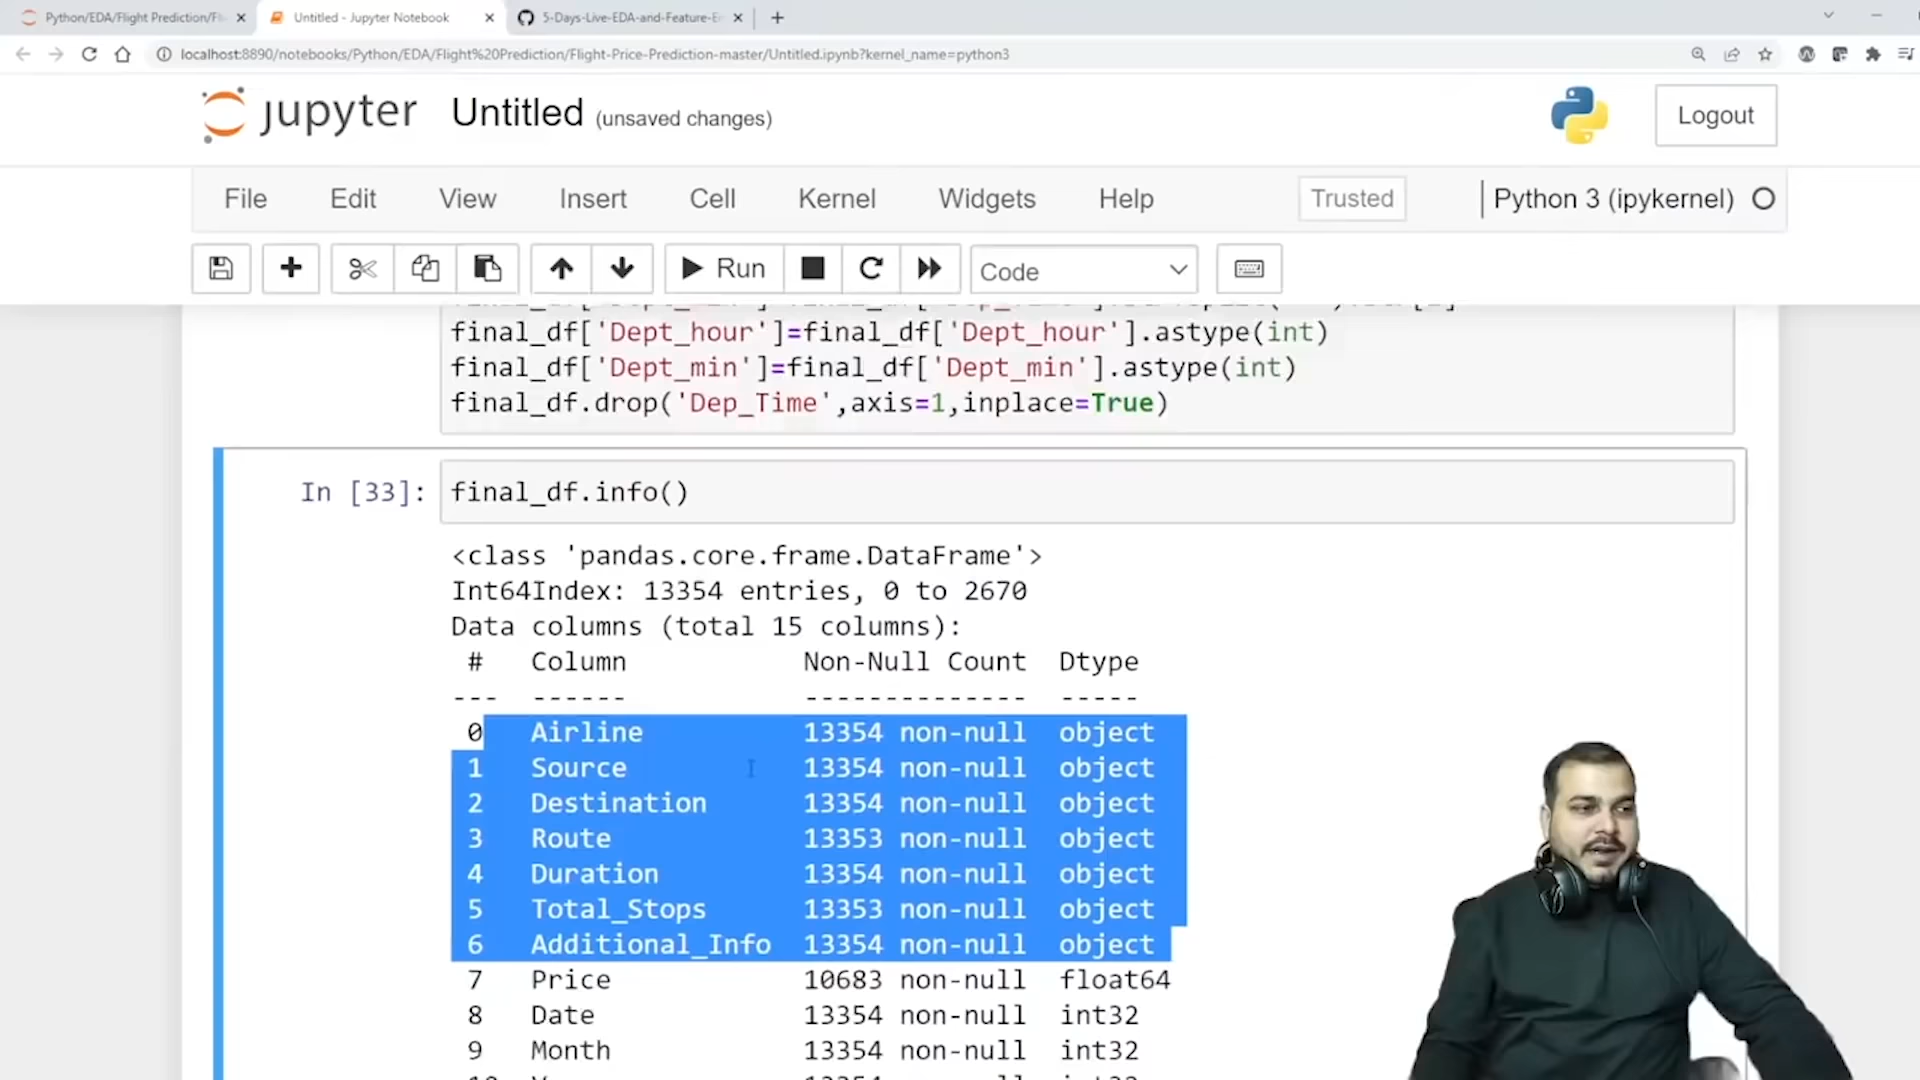 Python/EDA/Flight Prediction/Fli
Untitled - Jupyter Notebook
5-Days-Live-EDA-and-Feature-E
localhost:8890/notebooks/Python/EDA/Flight%20Prediction/Flight-Price-Prediction-master/Untitled.ipynb?kernel_name=python3
jupyter Untitled (unsaved changes)
Logout
File Edit View Insert Cell Kernel Widgets Help Trusted Python 3 (ipykernel)
Run Code
final_df['Dept_hour']=final_df['Dept_hour'].astype(int)
final_df['Dept_min']=final_df['Dept_min'].astype(int)
final_df.drop('Dep_Time',axis=1,inplace=True)
In [33]: final_df.info()
<class 'pandas.core.frame.DataFrame'>
Int64Index: 13354 entries, 0 to 2670
Data columns (total 15 columns):
# Column Non-Null Count Dtype
--- ------ -------------- -----
0 Airline 13354 non-null object
1 Source 13354 non-null object
2 Destination 13354 non-null object
3 Route 13353 non-null object
4 Duration 13354 non-null object
5 Total_Stops 13353 non-null object
6 Additional_Info 13354 non-null object
7 Price 10683 non-null float64
8 Date 13354 non-null int32
9 Month 13354 non-null int32